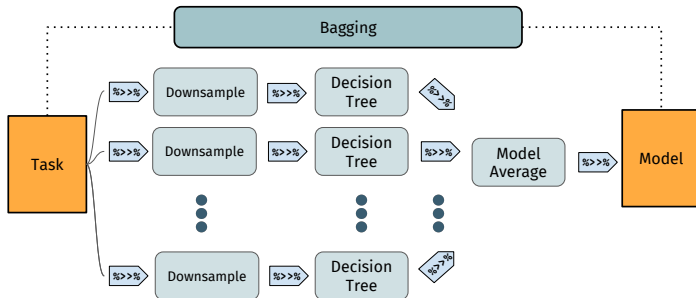 Bagging
%>>% Downsample %>>% Decision Tree %>>%
Task %>>% Downsample %>>% Decision Tree %>>% Model Average %>>% Model
%>>% Downsample %>>% Decision Tree %>>%